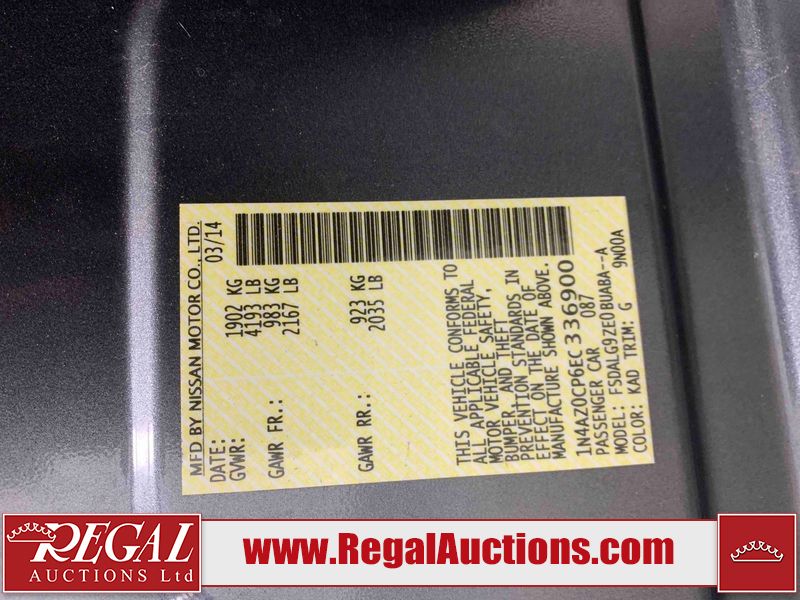 MFD BY NISSAN MOTOR CO., LTD.
DATE: 03/14
GVWR: 1902 KG
4193 LB
GAWR FR.: 983 KG
2167 LB
GAWR RR.: 923 KG
2035 LB
THIS VEHICLE CONFORMS TO
ALL APPLICABLE FEDERAL
MOTOR VEHICLE SAFETY,
BUMPER, AND THEFT
PREVENTION STANDARDS IN
EFFECT ON THE DATE OF
MANUFACTURE SHOWN ABOVE.
1N4AZ0CP6EC336900
PASSENGER CAR 087
MODEL: FSDALG9ZE0BUABA--A
COLOR: KAD TRIM: G 9N00A
REGAL
AUCTIONS Ltd
www.RegalAuctions.com